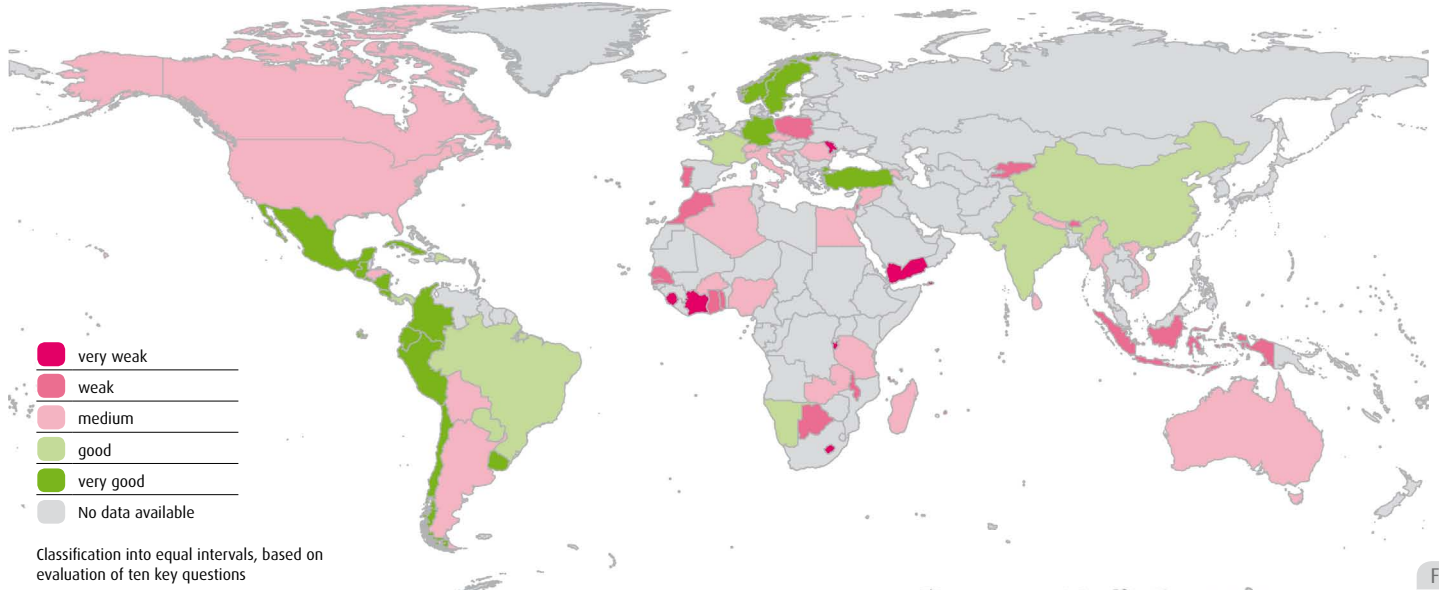 very weak
weak
medium
good
very good
No data available
Classification into equal intervals, based on
evaluation of ten key questions
F